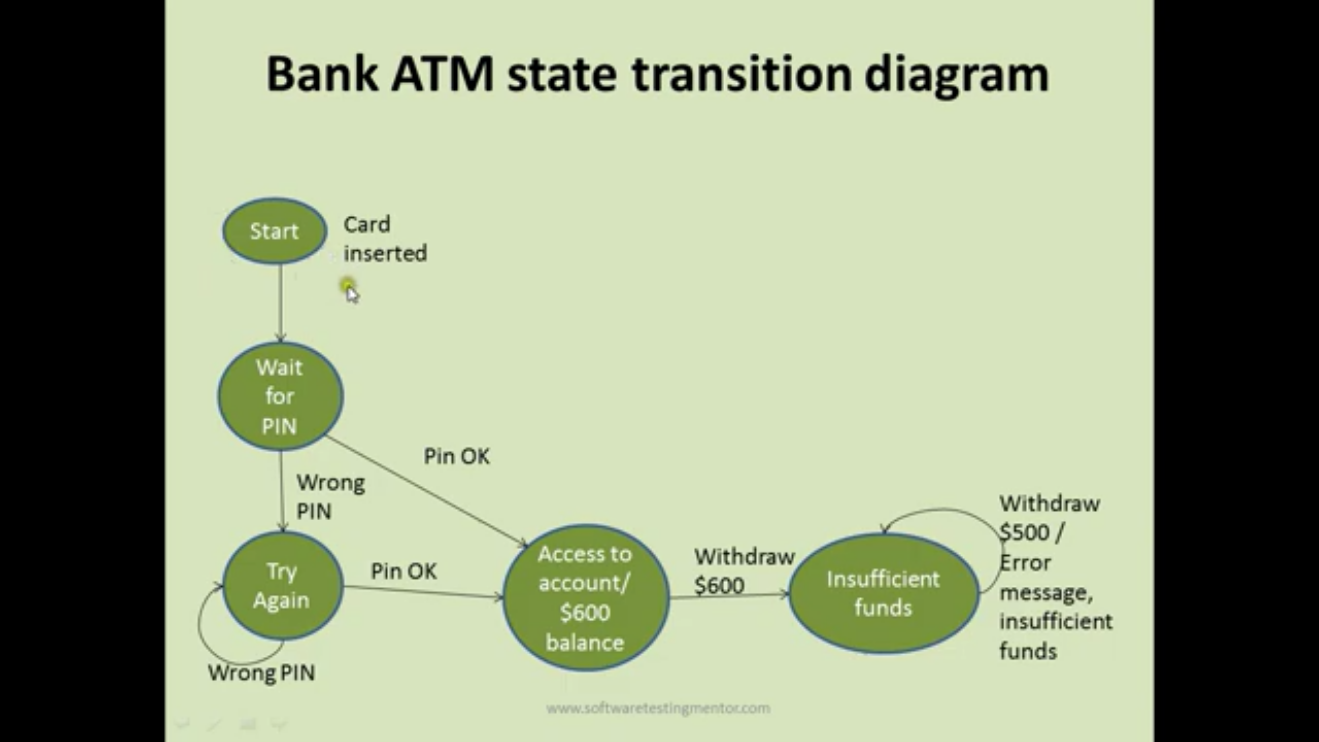 Bank ATM state transition diagram
Start
Card
inserted
Wait
for
PIN
Pin OK
Wrong
PIN
Try
Again
Pin OK
Wrong PIN
Access to
account/
$600
balance
Withdraw
$600
Insufficient
funds
Withdraw
$500 /
Error
message,
insufficient
funds
www.softwaretestingmentor.com